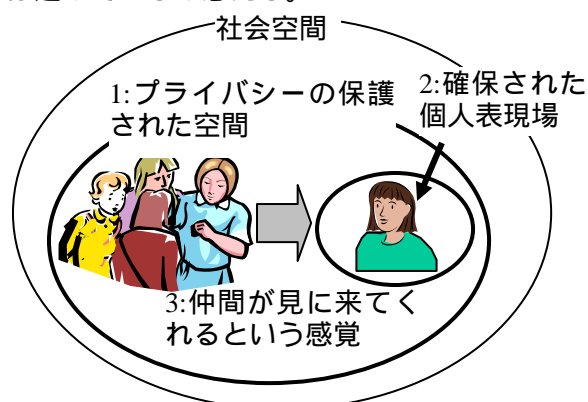 社会空間
1:プライバシーの保護
された空間
2:確保された
個人表現場
3:仲間が見に来てく
れるという感覚